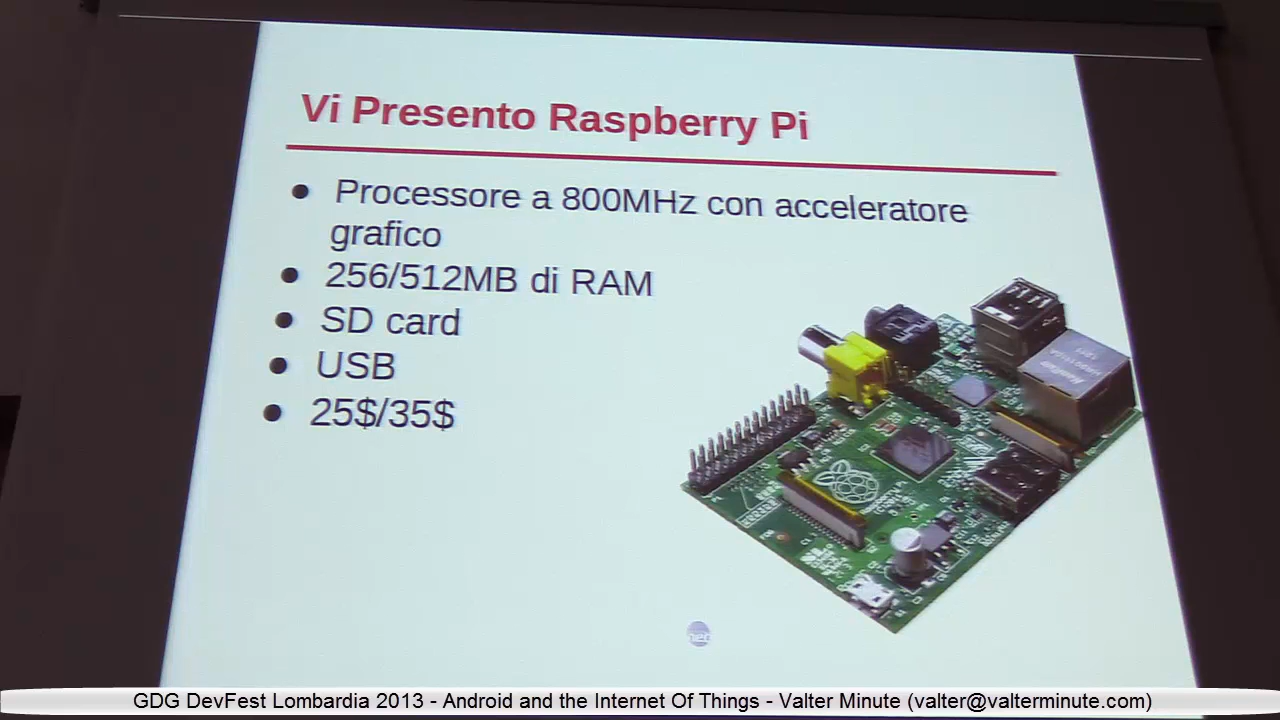 Vi Presento Raspberry Pi
• Processore a 800MHz con acceleratore
grafico
• 256/512MB di RAM
• SD card
• USB
• 25$/35$
GDG DevFest Lombardia 2013 - Android and the Internet Of Things - Valter Minute (valter@valterminute.com)